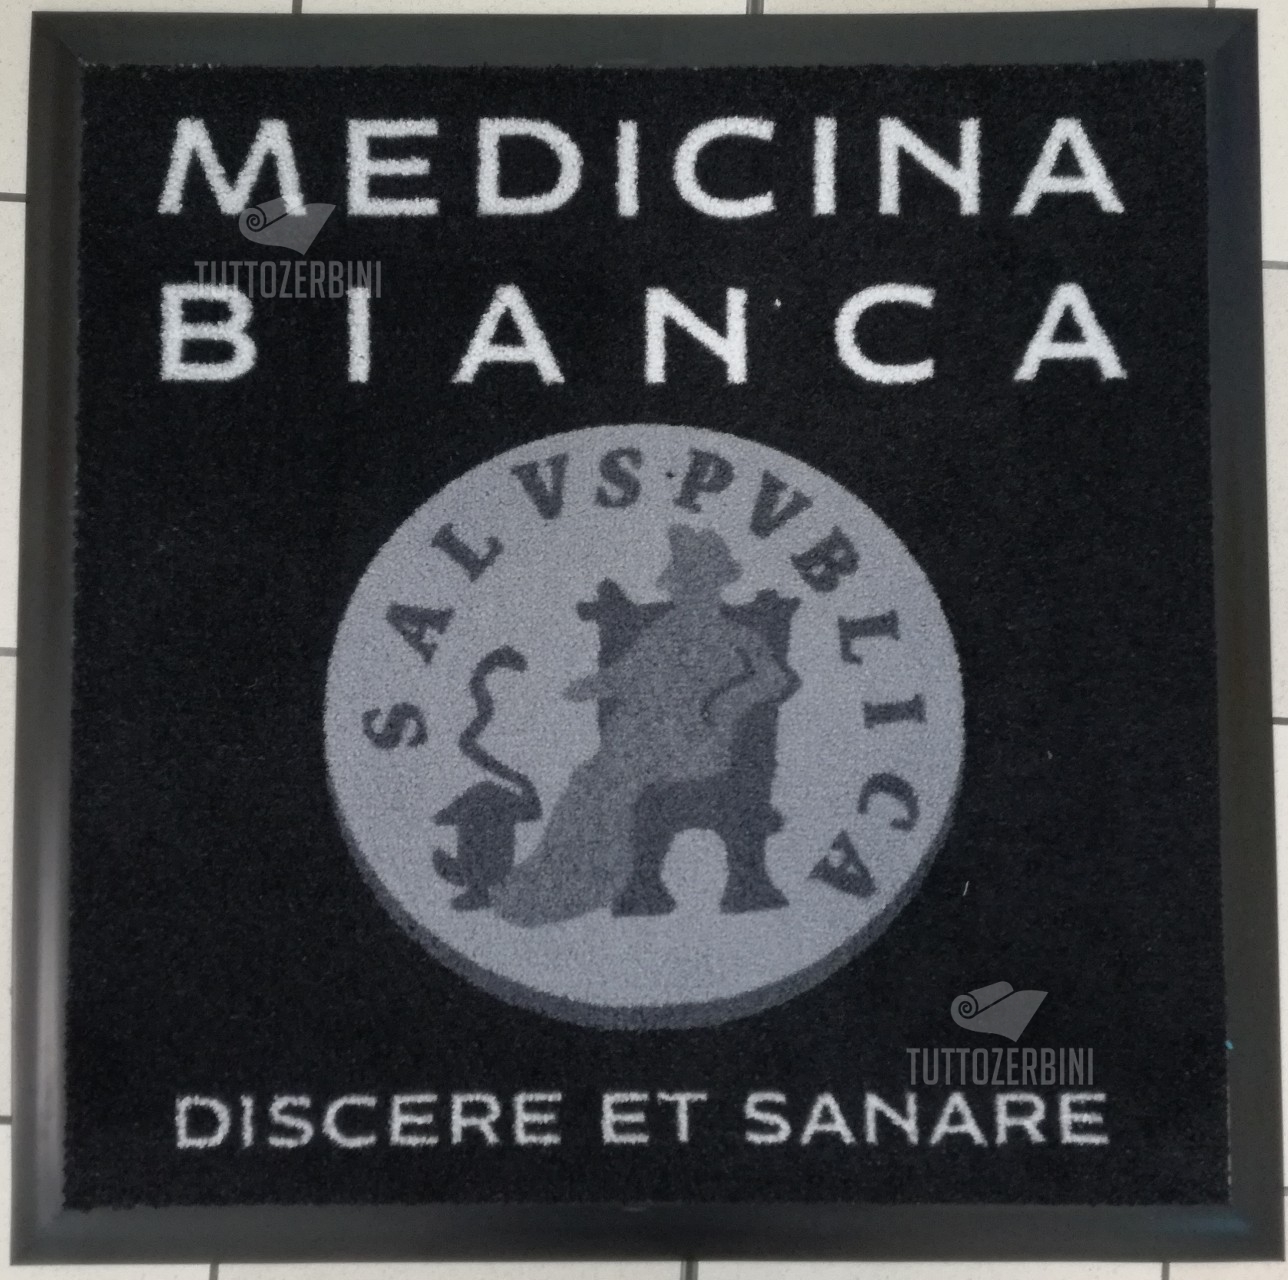 MEDICINA
TUTTOZERBINI
BIANCA
SALVS·PVBLICA
TUTTOZERBINI
DISCERE ET SANARE